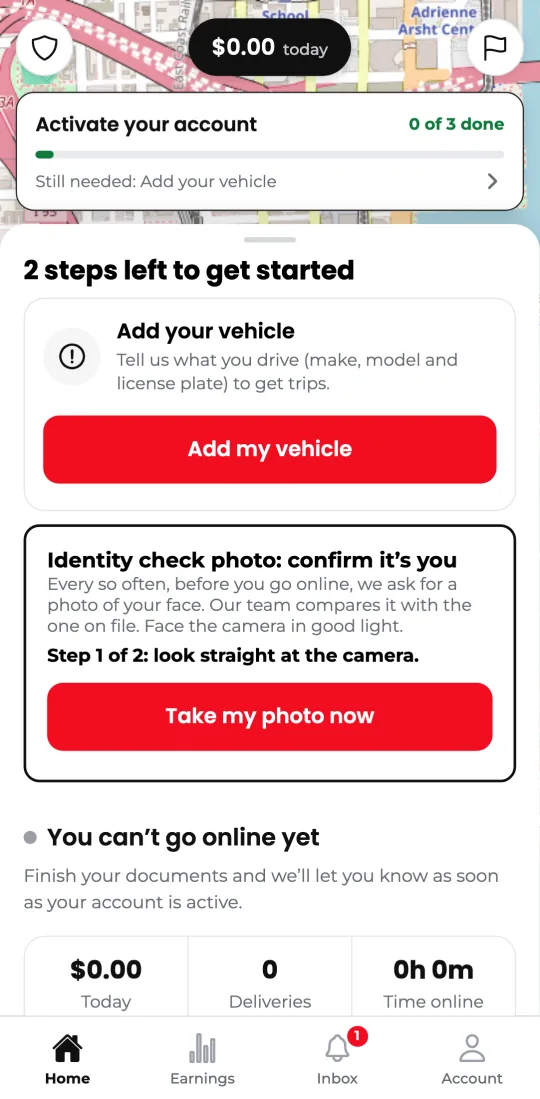 School
Adrienne
Arsht Cent
East Coast Rail
3A
$0.00 today
Activate your account
0 of 3 done
Still needed: Add your vehicle
I 95
2 steps left to get started
Add your vehicle
Tell us what you drive (make, model and
license plate) to get trips.
Add my vehicle
Identity check photo: confirm it’s you
Every so often, before you go online, we ask for a
photo of your face. Our team compares it with the
one on file. Face the camera in good light.
Step 1 of 2: look straight at the camera.
Take my photo now
You can’t go online yet
Finish your documents and we’ll let you know as soon
as your account is active.
$0.00
0
0h 0m
Today
Deliveries
Time online
1
Home
Earnings
Inbox
Account